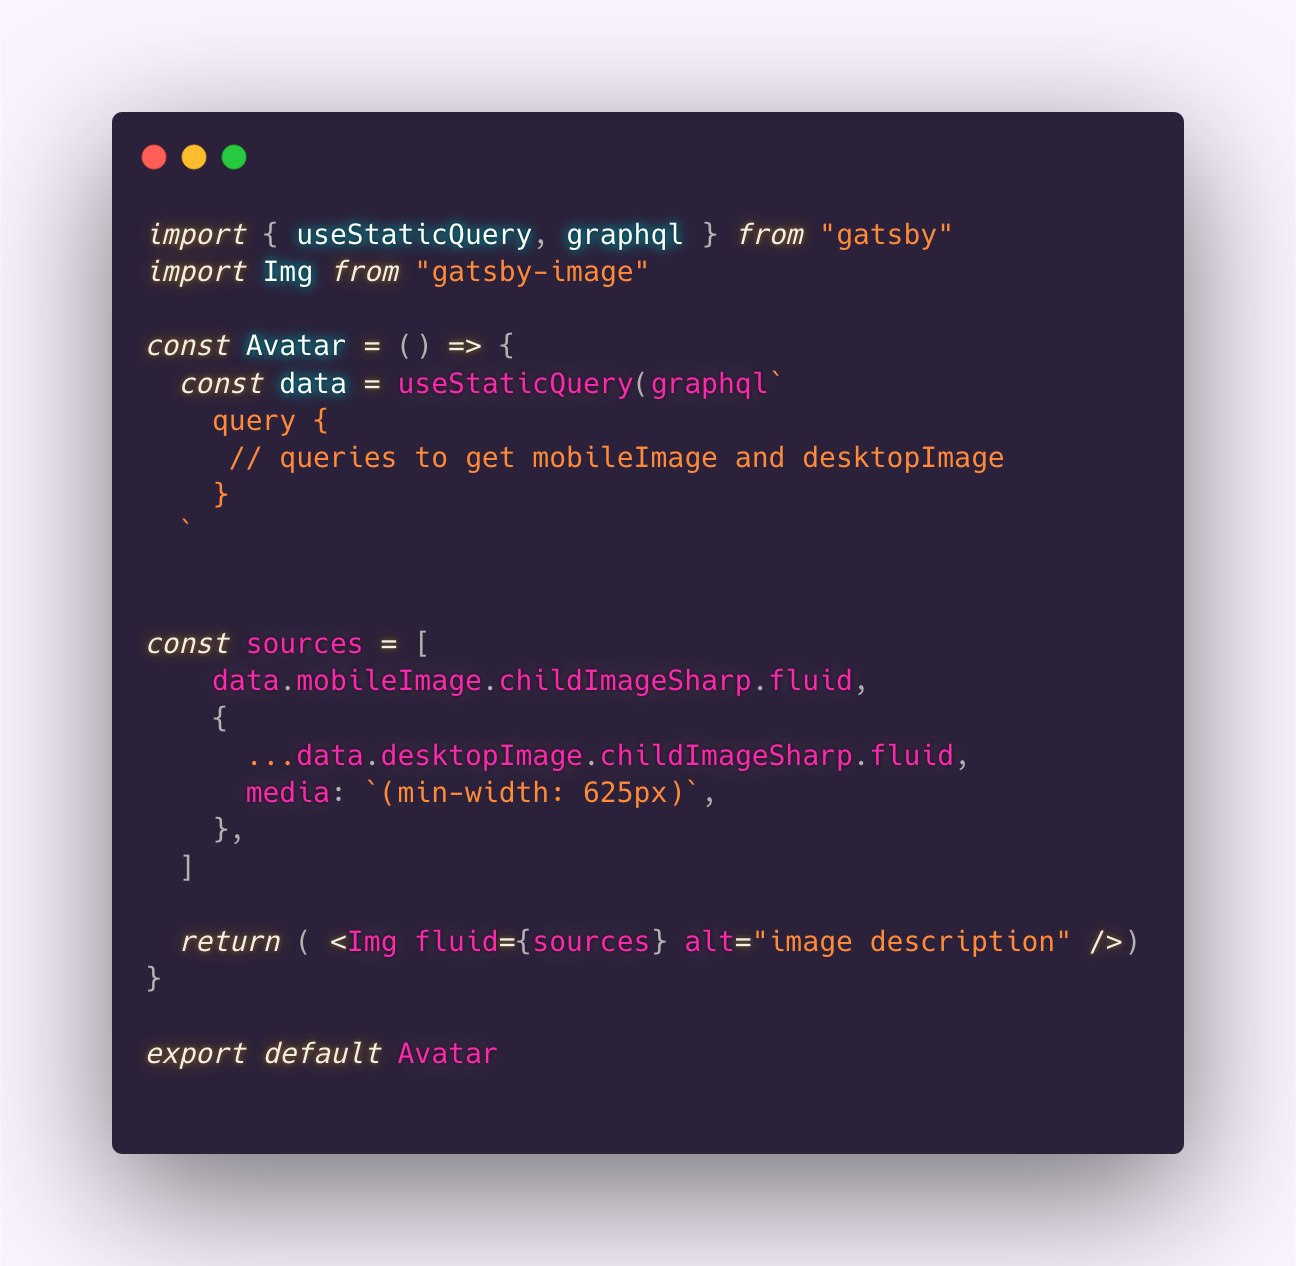 import { useStaticQuery, graphql } from "gatsby"
import Img from "gatsby-image"
const Avatar = () => {
const data = useStaticQuery(graphql`
query {
// queries to get mobileImage and desktopImage
}
`
const sources = [
data.mobileImage.childImageSharp.fluid,
{
...data.desktopImage.childImageSharp.fluid,
media: `(min-width: 625px)`,
},
]
return ( <Img fluid={sources} alt="image description" />)
}
export default Avatar